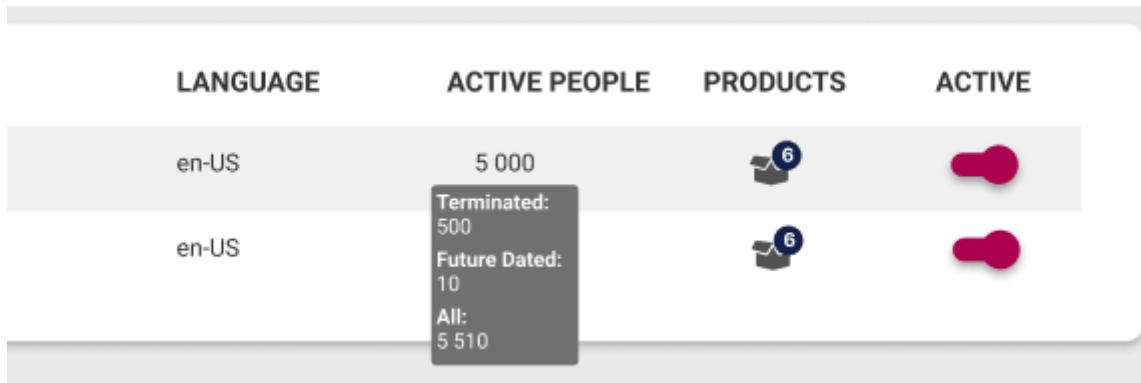 LANGUAGE ACTIVE PEOPLE PRODUCTS ACTIVE
en-US 5 000 6
Terminated:
500
en-US 6
Future Dated:
10
All:
5 510